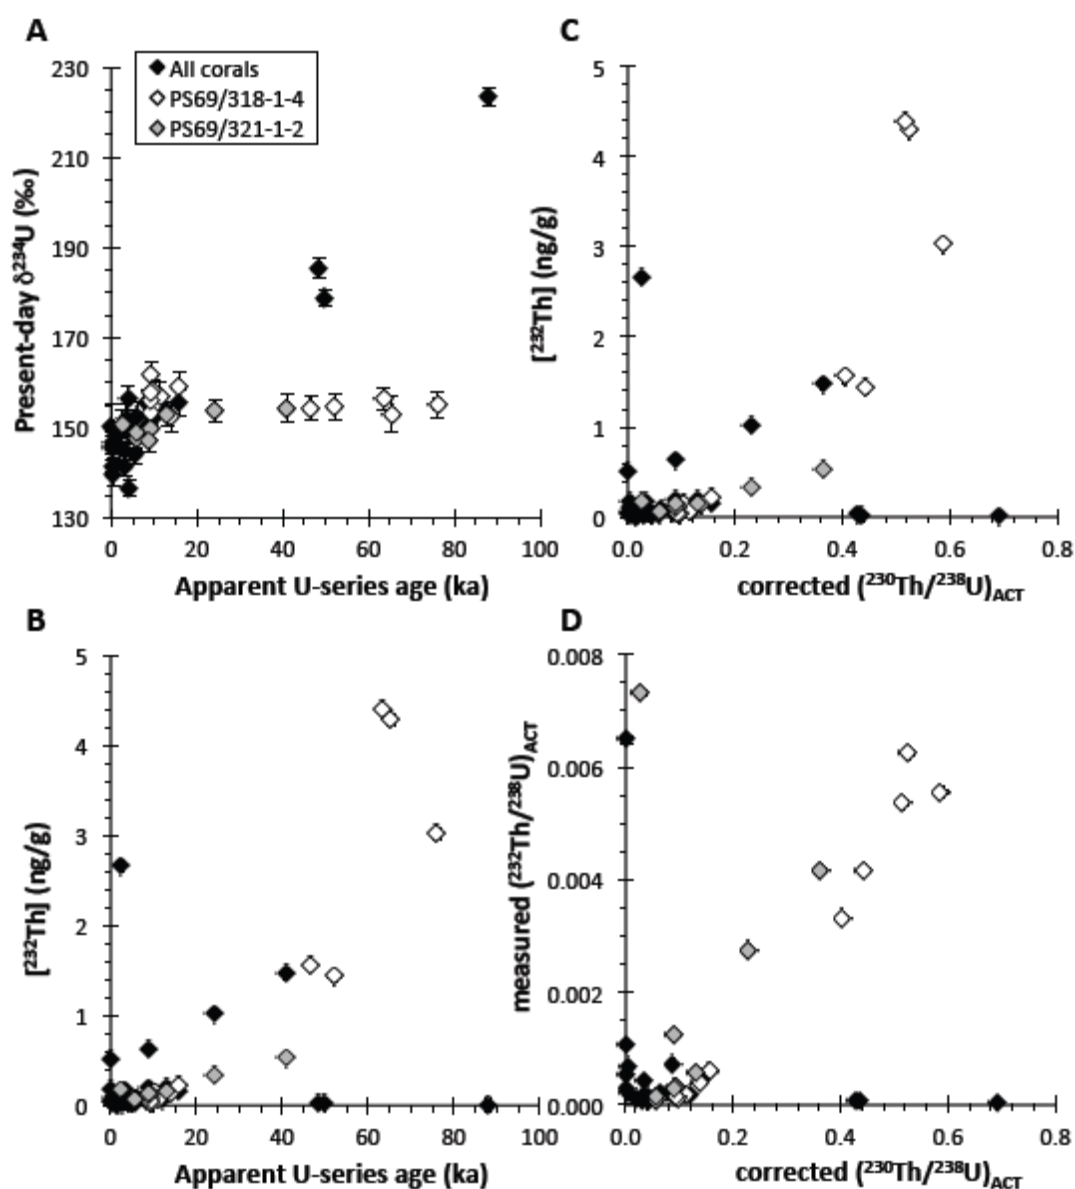 A
230
210
190
170
150
130
Present-day δ²³⁴U (‰)
All corals
PS69/318-1-4
PS69/321-1-2
0 20 40 60 80 100
Apparent U-series age (ka)
C
5
4
3
2
1
0
[²³²Th] (ng/g)
0.0 0.2 0.4 0.6 0.8
corrected (²³⁰Th/²³⁸U)ACT
B
5
4
3
2
1
0
[²³²Th] (ng/g)
0 20 40 60 80 100
Apparent U-series age (ka)
D
0.008
0.006
0.004
0.002
0.000
measured (²³²Th/²³⁸U)ACT
0.0 0.2 0.4 0.6 0.8
corrected (²³⁰Th/²³⁸U)ACT